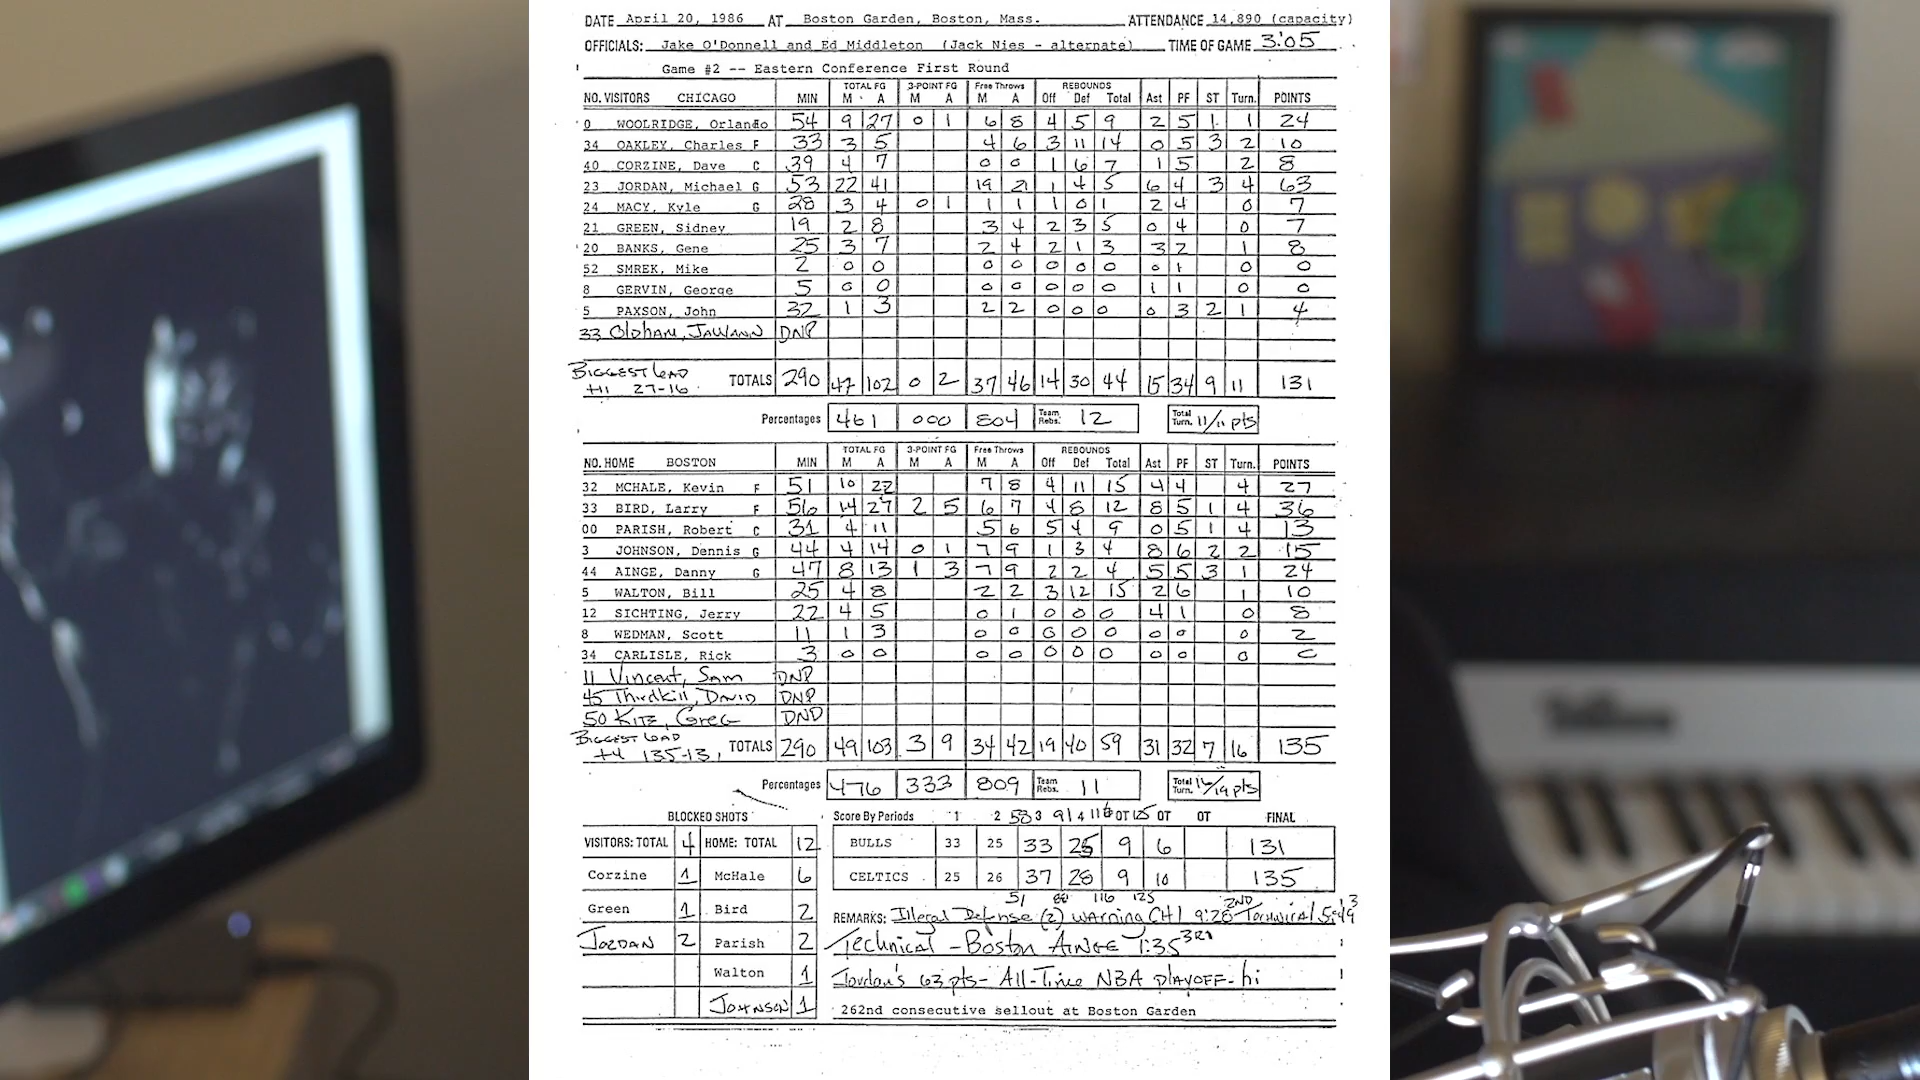 DATE April 20, 1986 AT Boston Garden, Boston, Mass. ATTENDANCE 14,890 (capacity)
OFFICIALS: Jake O'Donnell and Ed Middleton (Jack Nies - alternate) TIME OF GAME 3:05
Game #2 -- Eastern Conference First Round
TOTAL FG 3-POINT FG Free Throws REBOUNDS
NO. VISITORS CHICAGO MIN M A M A M A Off Def Total Ast PF ST Turn. POINTS
0 WOOLRIDGE, Orlando 54 9 27 0 1 6 8 4 5 9 2 5 1 1 24
34 OAKLEY, Charles F 33 3 5 4 6 3 11 14 0 5 3 2 10
40 CORZINE, Dave C 39 4 7 0 0 1 6 7 1 5 2 8
23 JORDAN, Michael G 53 22 41 19 21 1 4 5 6 4 3 4 63
24 MACY, Kyle G 28 3 4 0 1 1 1 1 0 1 2 4 0 7
21 GREEN, Sidney 19 2 8 3 4 2 3 5 0 4 0 7
20 BANKS, Gene 25 3 7 2 4 2 1 3 3 2 1 8
52 SMREK, Mike 2 0 0 0 0 0 0 0 0 1 0 0
8 GERVIN, George 5 0 0 0 0 0 0 0 1 1 0 0
5 PAXSON, John 32 1 3 2 2 0 0 0 0 3 2 1 4
33 Oldham, JAWANN DNP
BIGGEST LEAD
+11 27-16 TOTALS 290 47 102 0 2 37 46 14 30 44 15 34 9 11 131
Percentages 461 000 804 Team Rebs. 12 Total Turn. 11/11 pts
TOTAL FG 3-POINT FG Free Throws REBOUNDS
NO. HOME BOSTON MIN M A M A M A Off Def Total Ast PF ST Turn. POINTS
32 MCHALE, Kevin F 51 10 22 7 8 4 11 15 4 4 4 27
33 BIRD, Larry F 56 14 27 2 5 6 7 4 8 12 8 5 1 4 36
00 PARISH, Robert C 31 4 11 5 6 5 4 9 0 5 1 4 13
3 JOHNSON, Dennis G 44 4 14 0 1 7 9 1 3 4 8 6 2 2 15
44 AINGE, Danny G 47 8 13 1 3 7 9 2 2 4 5 5 3 1 24
5 WALTON, Bill 25 4 8 2 2 3 12 15 2 6 1 10
12 SICHTING, Jerry 22 4 5 0 1 0 0 0 4 1 0 8
8 WEDMAN, Scott 11 1 3 0 0 0 0 0 0 0 0 2
34 CARLISLE, Rick 3 0 0 0 0 0 0 0 0 0 0 0
11 Vincent, Sam DNP
45 Thirdkill, David DNP
50 KITE, Greg DND
BIGGEST LEAD
+4 135-131 TOTALS 290 49 103 3 9 34 42 19 40 59 31 32 7 16 135
Percentages 476 333 809 Team Rebs. 11 Total Turn. 16/19 pts
BLOCKED SHOTS Score By Periods 1 2 58 3 91 4 116 OT 125 OT OT FINAL
VISITORS: TOTAL 4 HOME: TOTAL 12 BULLS 33 25 33 25 9 6 131
Corzine 1 McHale 6 CELTICS 25 26 37 28 9 10 135
51 88 116 125
Green 1 Bird 2 REMARKS: Illegal Defense (2) WARNING CHI 9:28 2ND Technical 5:49 3
JORDAN 2 Parish 2 Technical - Boston AINGE 1:35 3RD
Walton 1 Jordan's 63 pts - All-Time NBA PLAYOFF - hi
JOHNSON 1 262nd consecutive sellout at Boston Garden